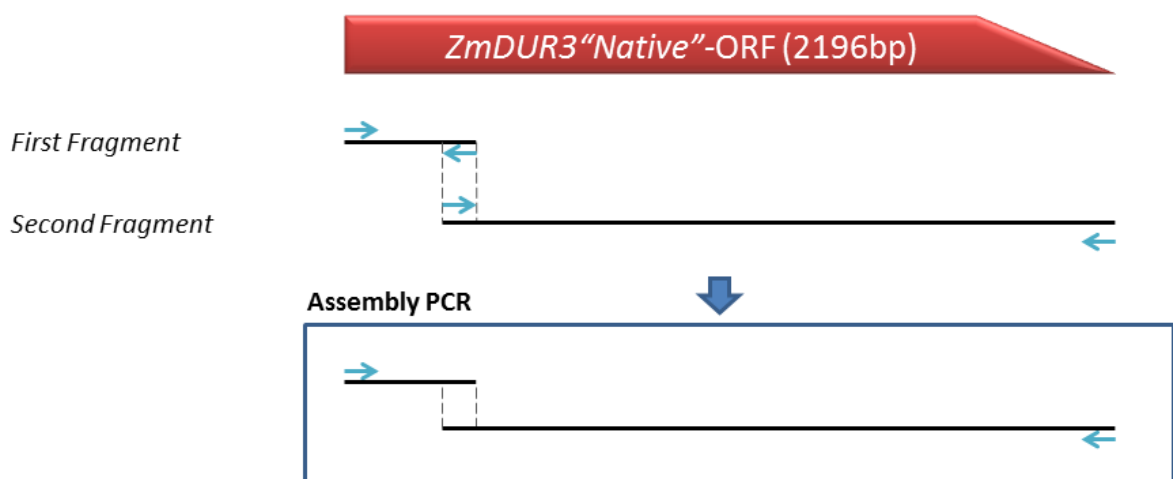 ZmDUR3“Native”-ORF (2196bp)
First Fragment
Second Fragment
Assembly PCR